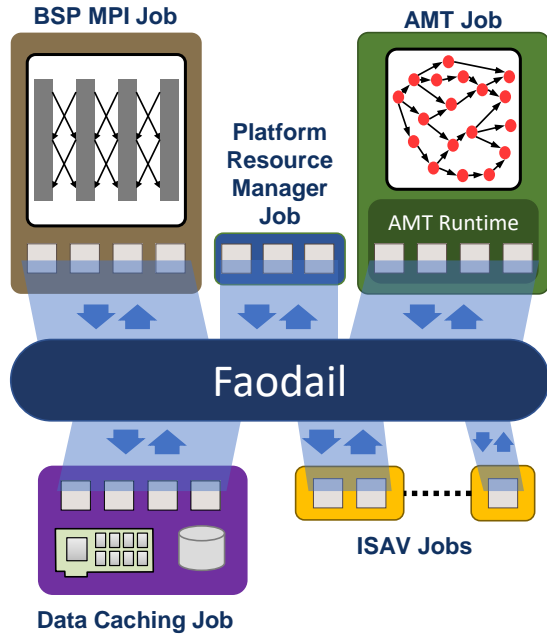 BSP MPI Job
AMT Job
Platform
Resource
Manager
Job
AMT Runtime
Faodail
ISAV Jobs
Data Caching Job